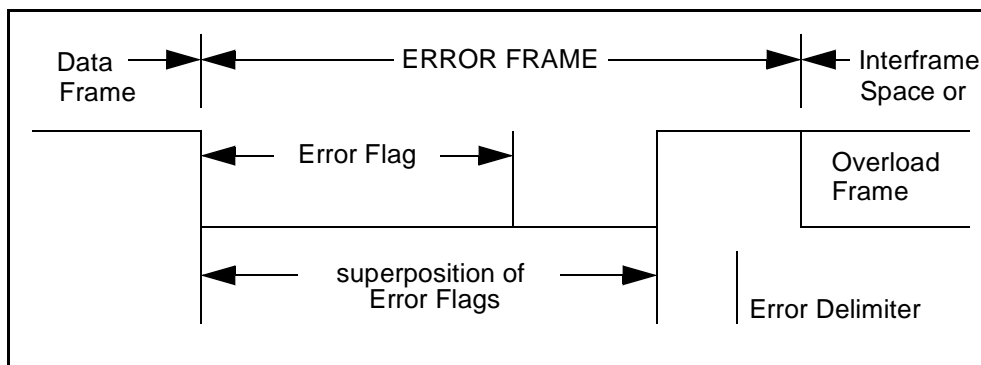 Data
Frame
ERROR FRAME
Interframe
Space or
Error Flag
Overload
Frame
superposition of
Error Flags
Error Delimiter